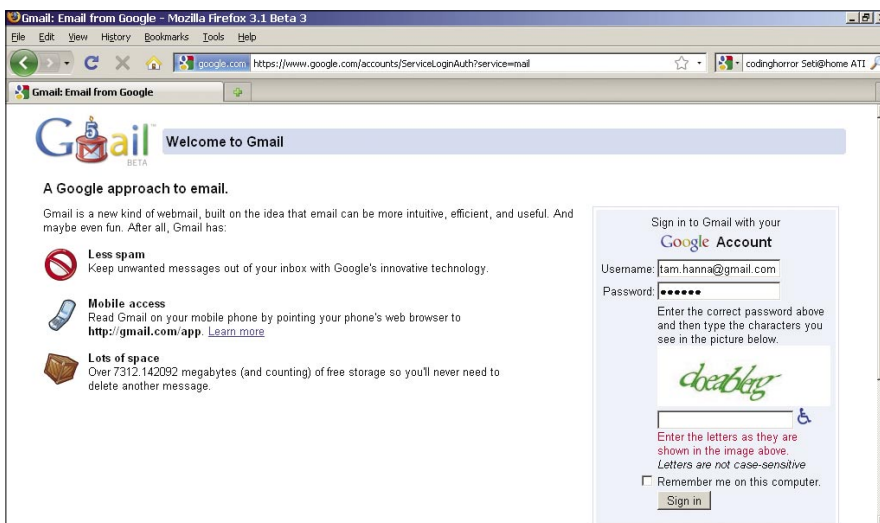 Gmail: Email from Google - Mozilla Firefox 3.1 Beta 3
File Edit View History Bookmarks Tools Help
google.com https://www.google.com/accounts/ServiceLoginAuth?service=mail codinghorror Seti@home ATI
Gmail: Email from Google
Gmail 5 BETA
Welcome to Gmail
A Google approach to email.
Gmail is a new kind of webmail, built on the idea that email can be more intuitive, efficient, and useful. And
maybe even fun. After all, Gmail has:
Less spam
Keep unwanted messages out of your inbox with Google's innovative technology.
Mobile access
Read Gmail on your mobile phone by pointing your phone's web browser to
http://gmail.com/app. Learn more
Lots of space
Over 7312.142092 megabytes (and counting) of free storage so you'll never need to
delete another message.
Sign in to Gmail with your
Google Account
Username: tam.hanna@gmail.com
Password: ••••••
Enter the correct password above
and then type the characters you
see in the picture below.
Enter the letters as they are
shown in the image above.
Letters are not case-sensitive
Remember me on this computer.
Sign in